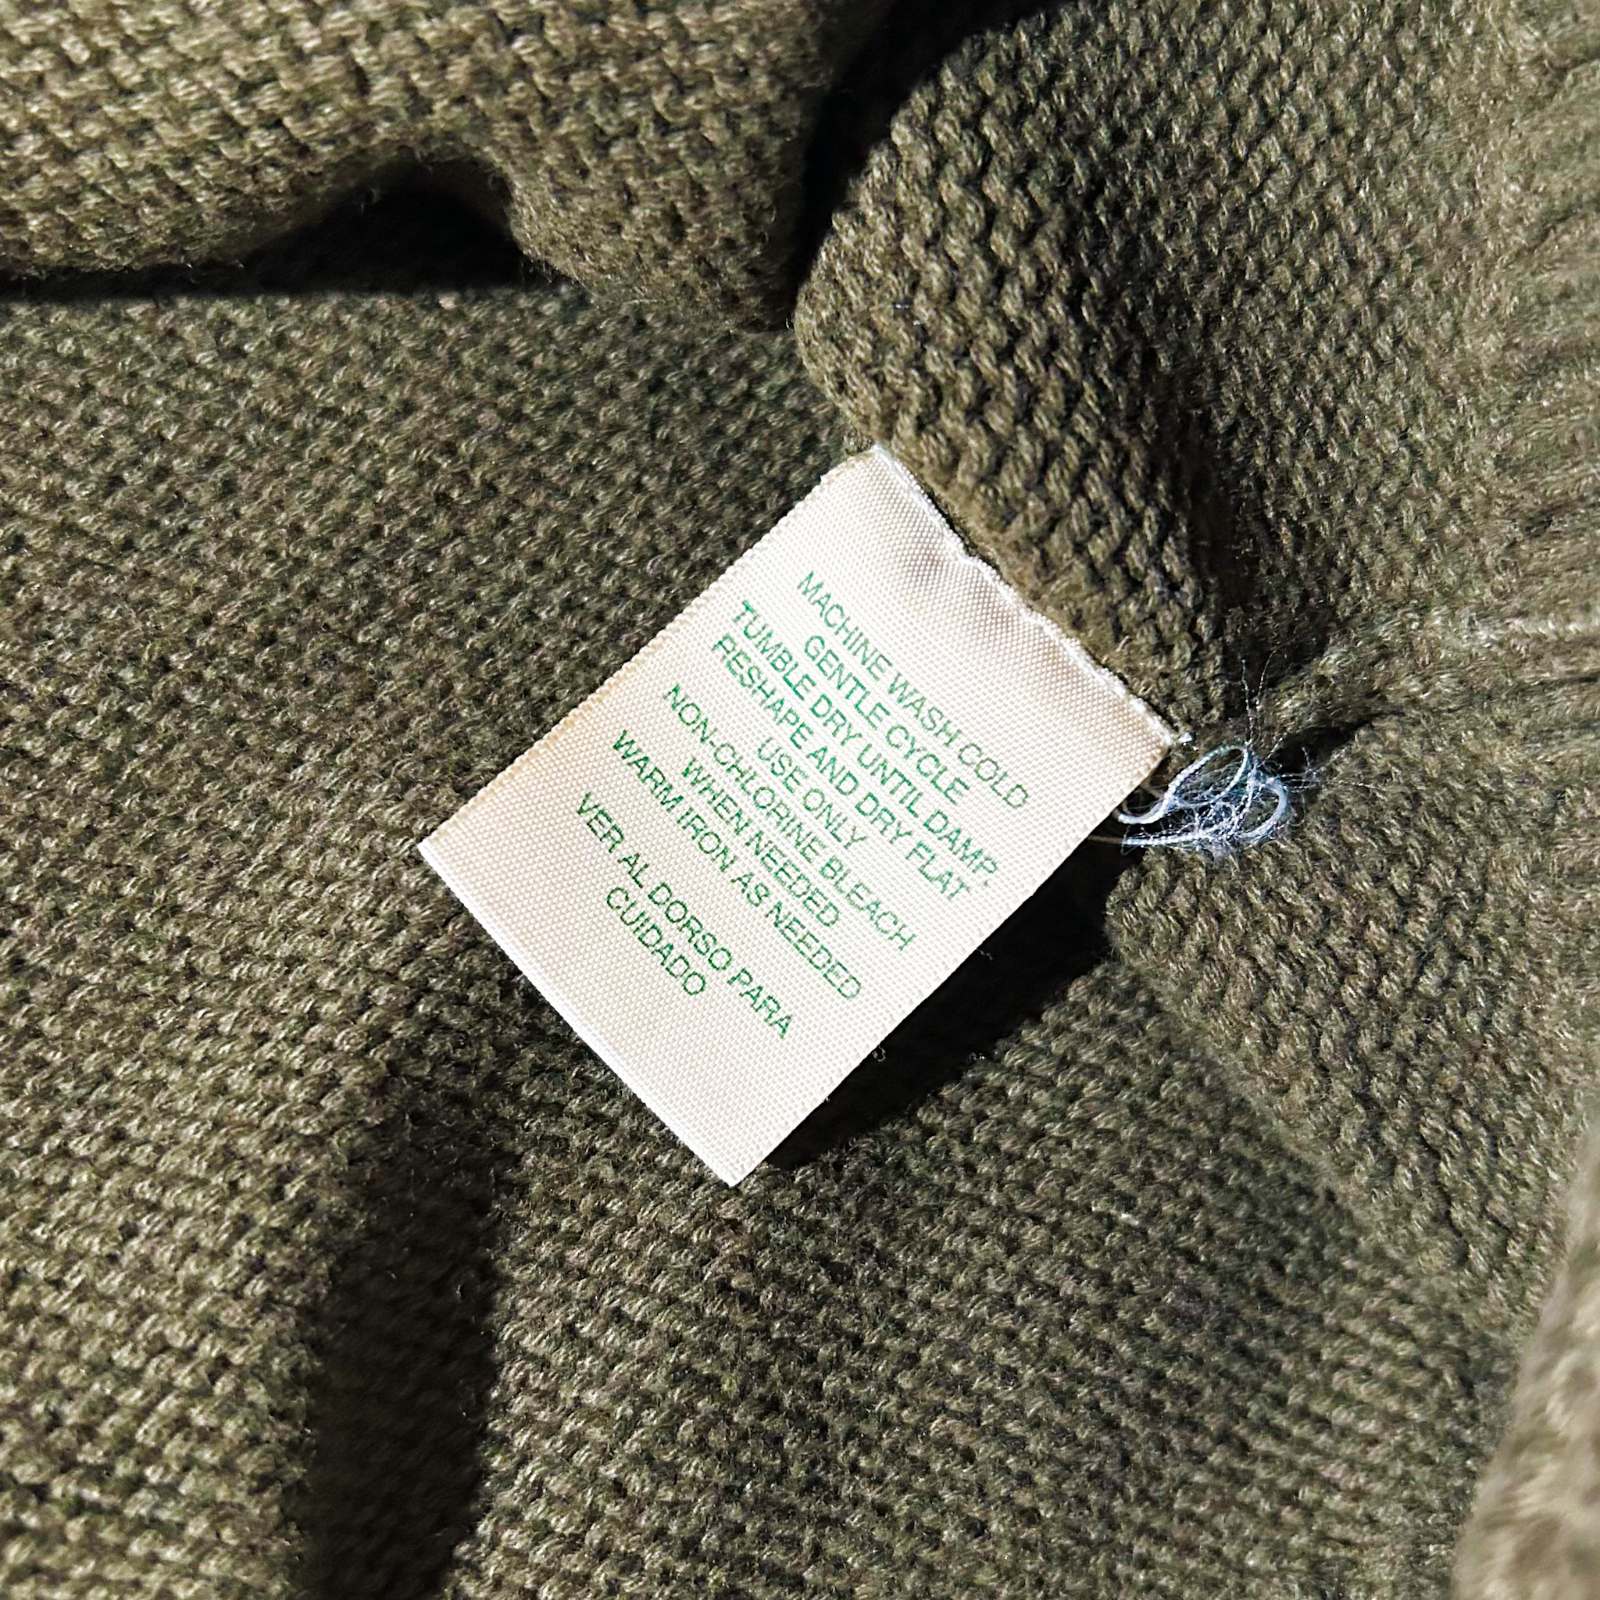 MACHINE WASH COLD
GENTLE CYCLE
TUMBLE DRY UNTIL DAMP.
RESHAPE AND DRY FLAT
USE ONLY
NON-CHLORINE BLEACH
WHEN NEEDED
WARM IRON AS NEEDED
VER AL DORSO PARA
CUIDADO